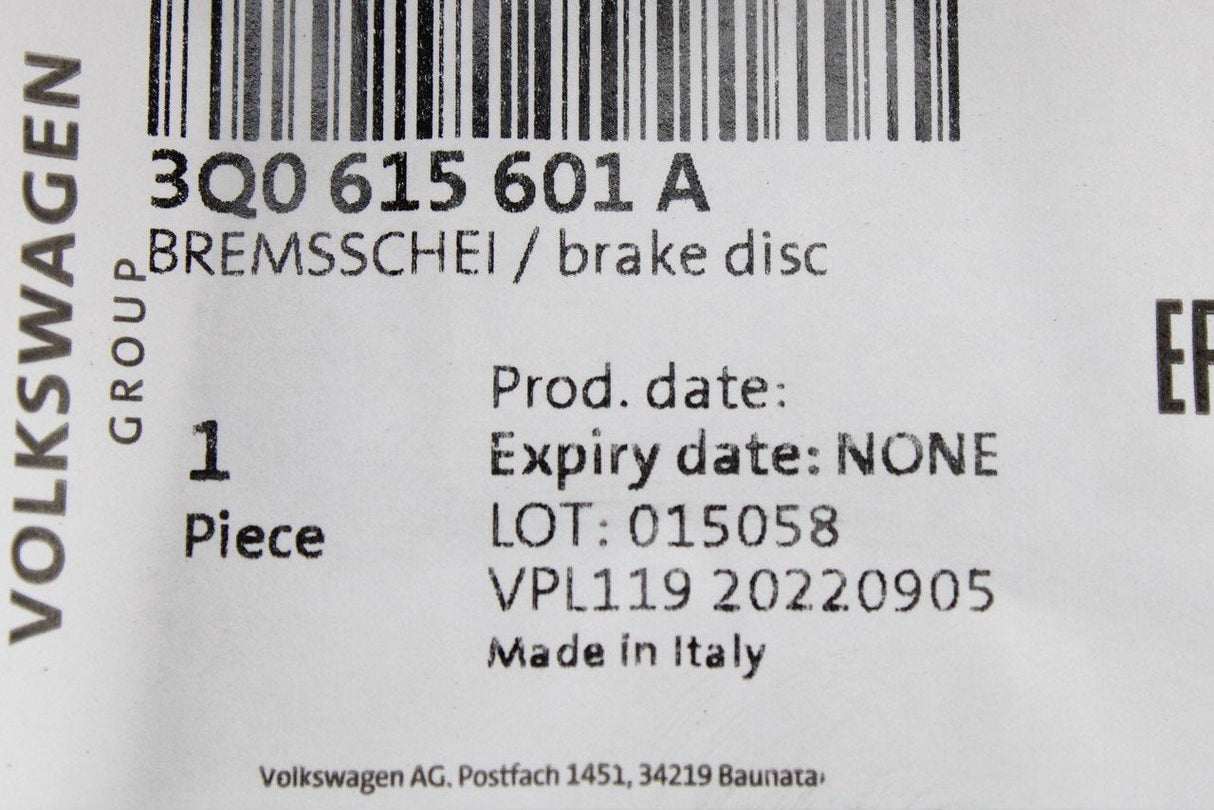 VOLKSWAGEN
GROUP
3Q0 615 601 A
BREMSSCHEI / brake disc
1
Piece
Prod. date:
Expiry date: NONE
LOT: 015058
VPL119 20220905
Made in Italy
Volkswagen AG. Postfach 1451, 34219 Baunata